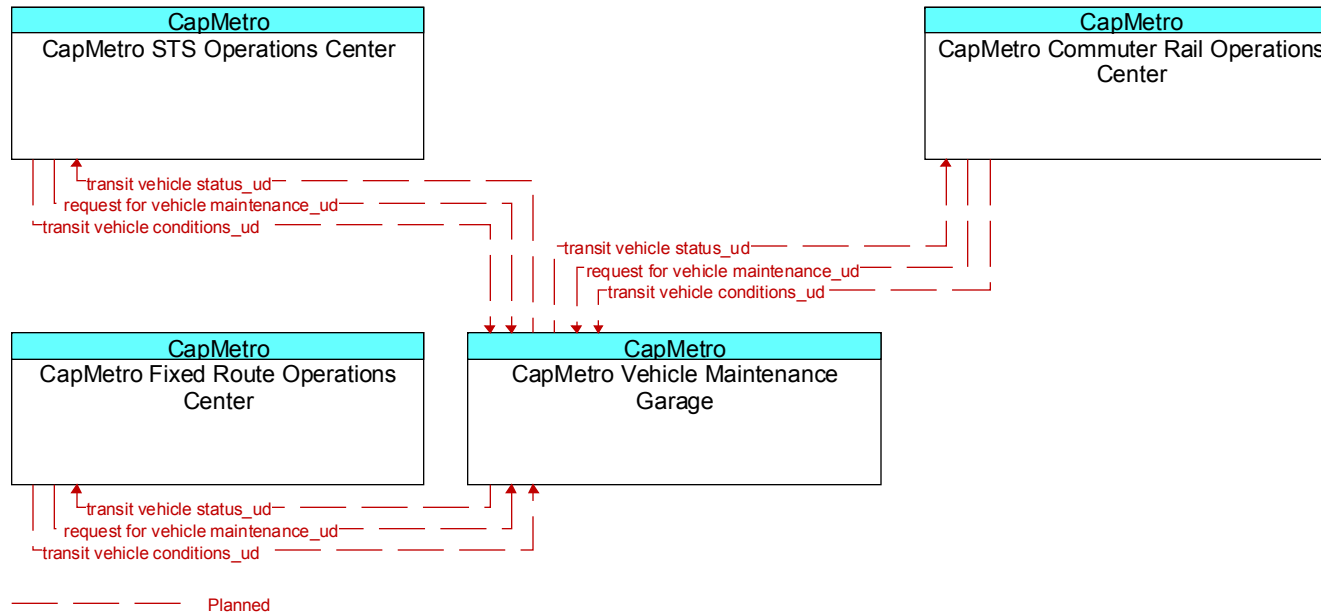 CapMetro
CapMetro STS Operations Center
CapMetro
CapMetro Commuter Rail Operations
Center
transit vehicle status_ud
request for vehicle maintenance_ud
transit vehicle conditions_ud
transit vehicle status_ud
request for vehicle maintenance_ud
transit vehicle conditions_ud
CapMetro
CapMetro Fixed Route Operations
Center
CapMetro
CapMetro Vehicle Maintenance
Garage
transit vehicle status_ud
request for vehicle maintenance_ud
transit vehicle conditions_ud
Planned